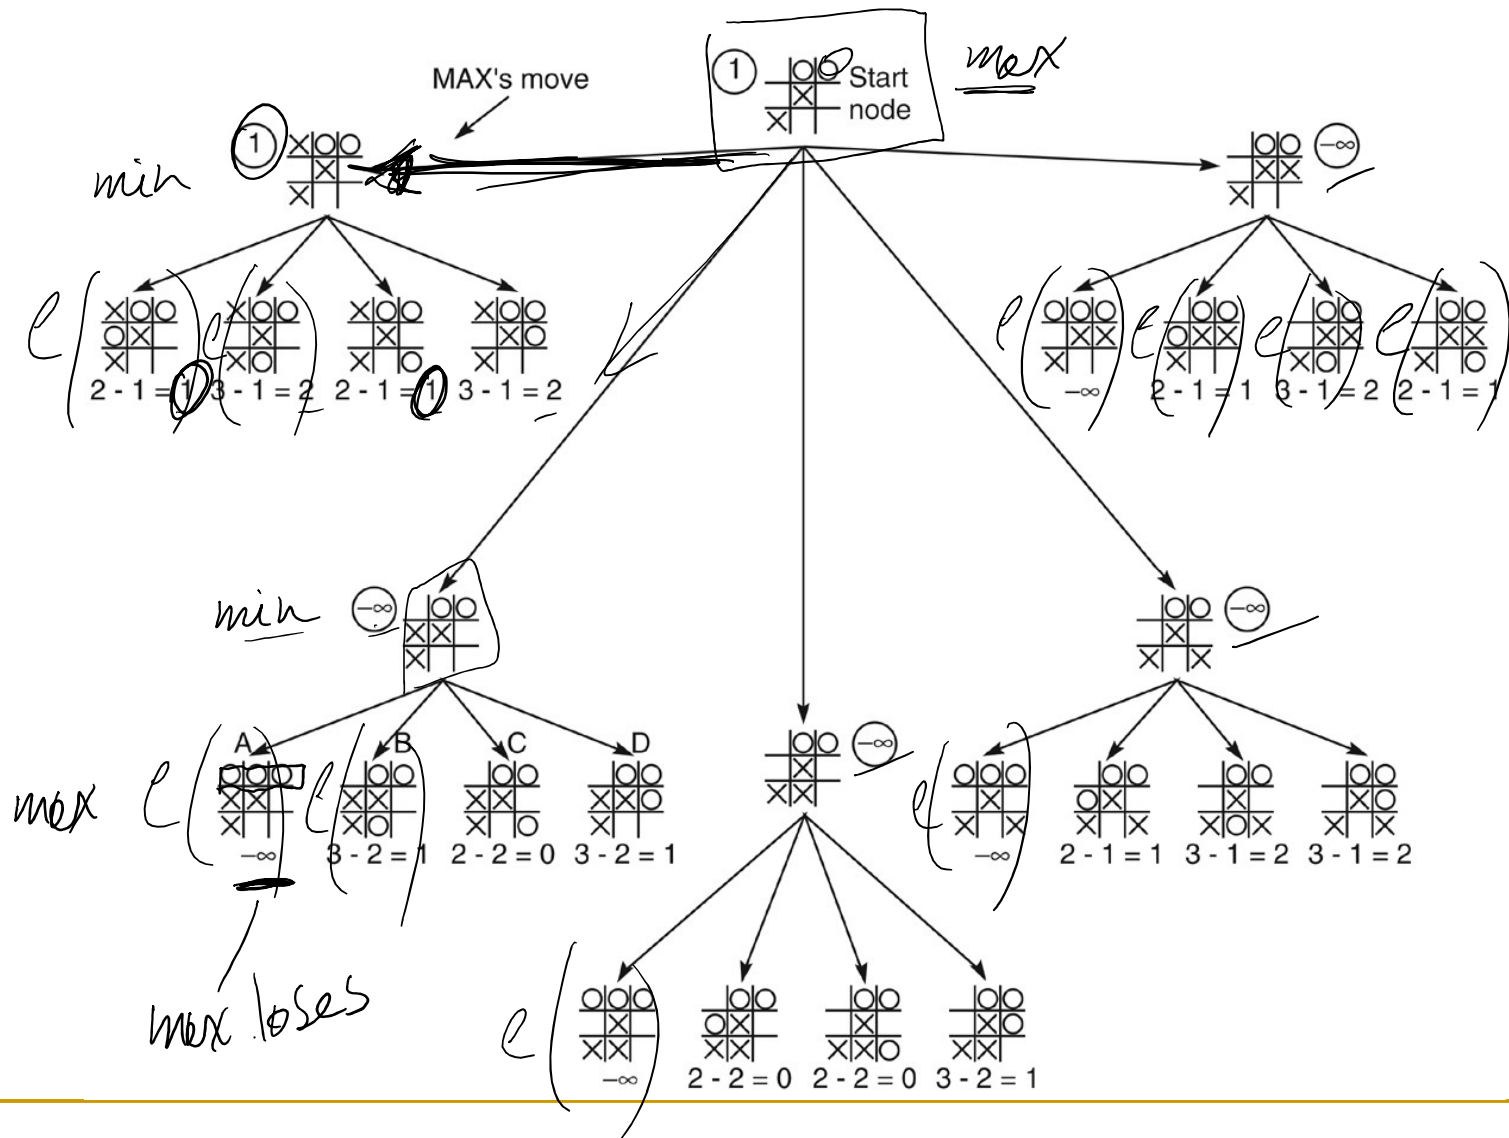 max
1 Start
MAX's move
node
1
−∞
min
X O O
X
X
O O
X
X
O O
X X
X
e X O O
O X
X
e X O O
X
X O
X O O
X
X O
X O O
X O
X
e O O O
X X
X
e O O
O X X
X
e O O
X X
X O
e O O
X X
X O
2 - 1 = 1 3 - 1 = 2 2 - 1 = 1 3 - 1 = 2
−∞ 2 - 1 = 1 3 - 1 = 2 2 - 1 = 1
min −∞
O O
X X
X
O O
X
X X
−∞
A B C D
O O
X
X X
−∞
max e O O O
X X
X
e O O
X X
X O
O O
X X
X O
O O
X X O
X
e O O O
X
X X
O O
O X
X X
O O
X
X O X
O O
X O
X X
−∞ 3 - 2 = 1 2 - 2 = 0 3 - 2 = 1
−∞ 2 - 1 = 1 3 - 1 = 2 3 - 1 = 2
max loses
e O O O
X
X X
O O
O X
X X
O O
X
X X O
O O
X O
X X
−∞ 2 - 2 = 0 2 - 2 = 0 3 - 2 = 1